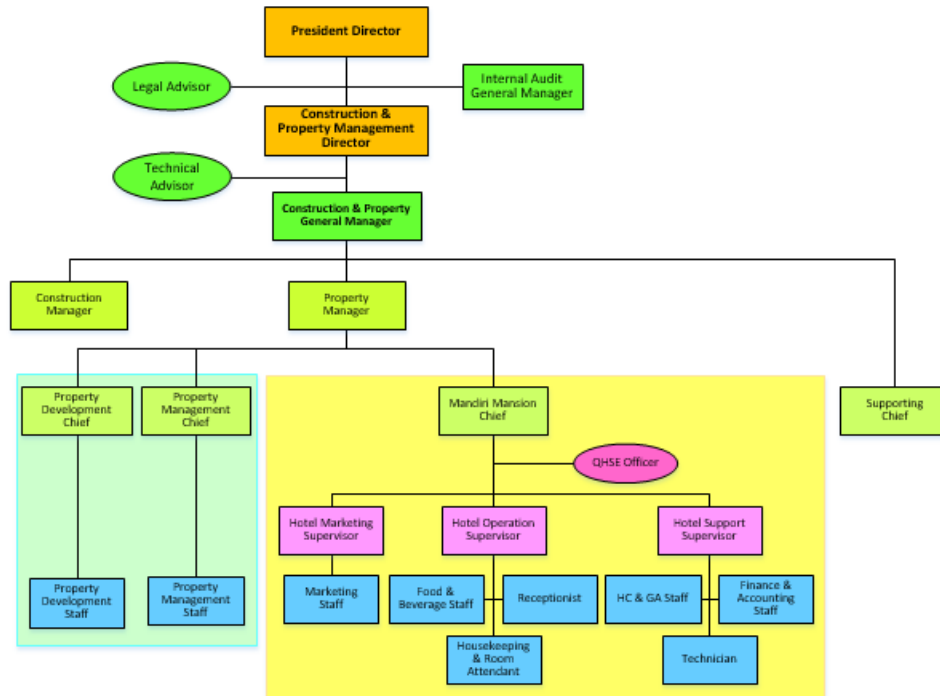 President Director
Legal Advisor
Internal Audit
General Manager
Construction &
Property Management
Director
Technical
Advisor
Construction & Property
General Manager
Construction
Manager
Property
Manager
Property
Development
Chief
Property
Management
Chief
Mandiri Mansion
Chief
Supporting
Chief
QHSE Officer
Hotel Marketing
Supervisor
Hotel Operation
Supervisor
Hotel Support
Supervisor
Property
Development
Staff
Property
Management
Staff
Marketing
Staff
Food &
Beverage Staff
Receptionist
HC & GA Staff
Finance &
Accounting
Staff
Housekeeping
& Room
Attendant
Technician